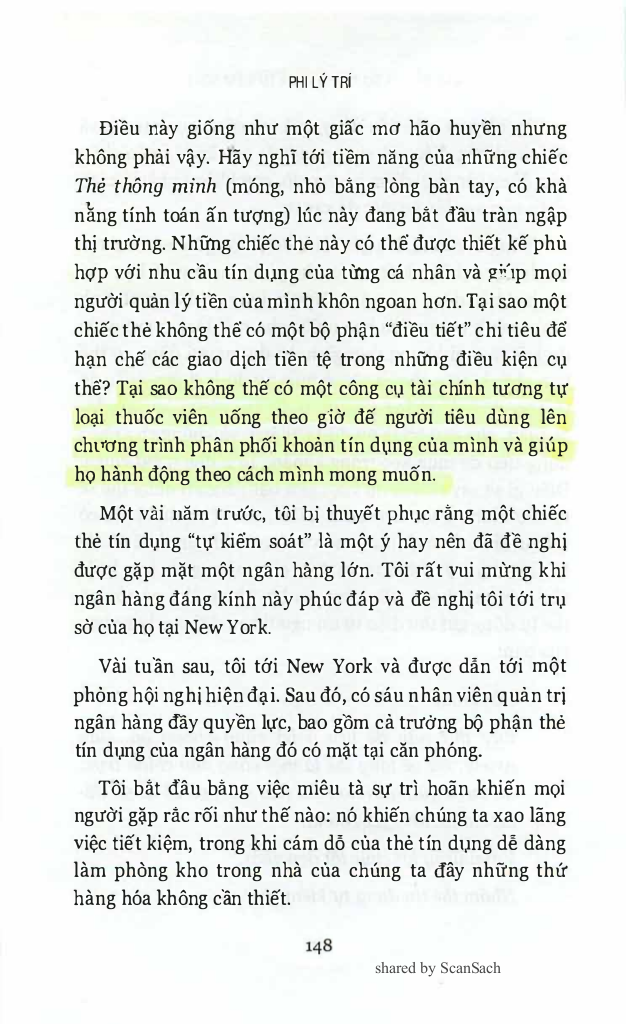 PHI LÝ TRÍ
Điều này giống như một giấc mơ hão huyền nhưng
không phải vậy. Hãy nghĩ tới tiềm năng của những chiếc
Thẻ thông minh (mỏng, nhỏ bằng lòng bàn tay, có khả
năng tính toán ấn tượng) lúc này đang bắt đầu tràn ngập
thị trường. Những chiếc thẻ này có thể được thiết kế phù
hợp với nhu cầu tín dụng của từng cá nhân và giúp mọi
người quản lý tiền của mình khôn ngoan hơn. Tại sao một
chiếc thẻ không thể có một bộ phận “điều tiết” chi tiêu để
hạn chế các giao dịch tiền tệ trong những điều kiện cụ
thể? Tại sao không thể có một công cụ tài chính tương tự
loại thuốc viên uống theo giờ để người tiêu dùng lên
chương trình phân phối khoản tín dụng của mình và giúp
họ hành động theo cách mình mong muốn.
Một vài năm trước, tôi bị thuyết phục rằng một chiếc
thẻ tín dụng “tự kiểm soát” là một ý hay nên đã đề nghị
được gặp mặt một ngân hàng lớn. Tôi rất vui mừng khi
ngân hàng đáng kính này phúc đáp và đề nghị tôi tới trụ
sở của họ tại New York.
Vài tuần sau, tôi tới New York và được dẫn tới một
phòng hội nghị hiện đại. Sau đó, có sáu nhân viên quản trị
ngân hàng đầy quyền lực, bao gồm cả trưởng bộ phận thẻ
tín dụng của ngân hàng đó có mặt tại căn phòng.
Tôi bắt đầu bằng việc miêu tả sự trì hoãn khiến mọi
người gặp rắc rối như thế nào: nó khiến chúng ta xao lãng
việc tiết kiệm, trong khi cám dỗ của thẻ tín dụng dễ dàng
làm phòng kho trong nhà của chúng ta đầy những thứ
hàng hóa không cần thiết.
148
shared by ScanSach